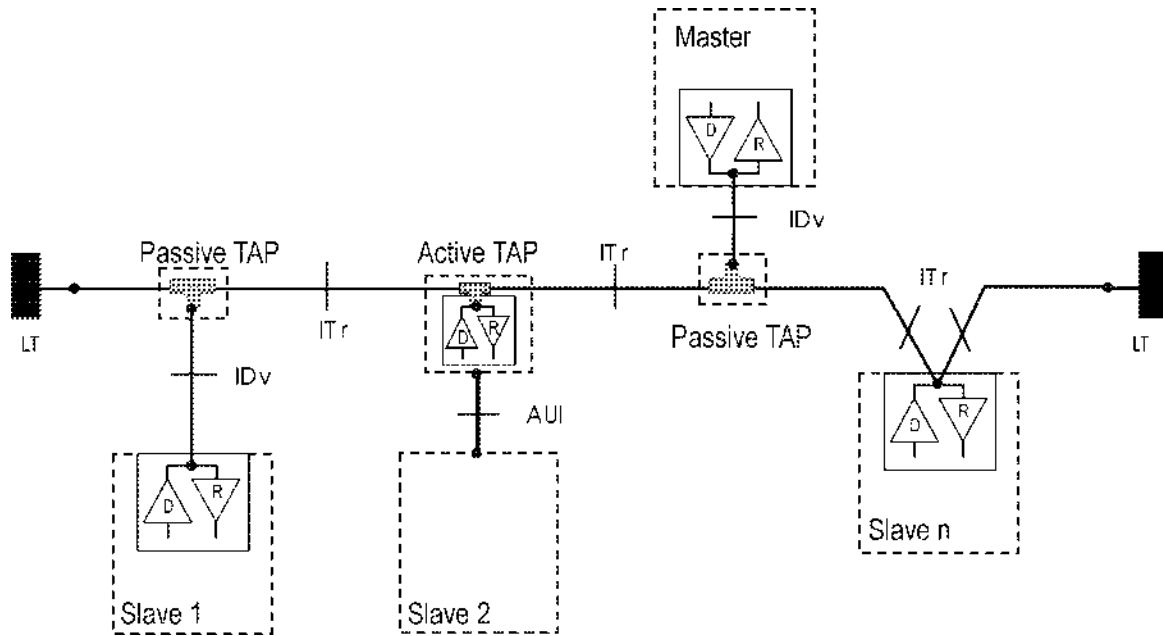 Master
D
R
IDv
Passive TAP
Active TAP
ITr
ITr
LT
ITr
D
R
Passive TAP
LT
IDv
AUI
D
R
D
R
Slave 1
Slave 2
Slave n